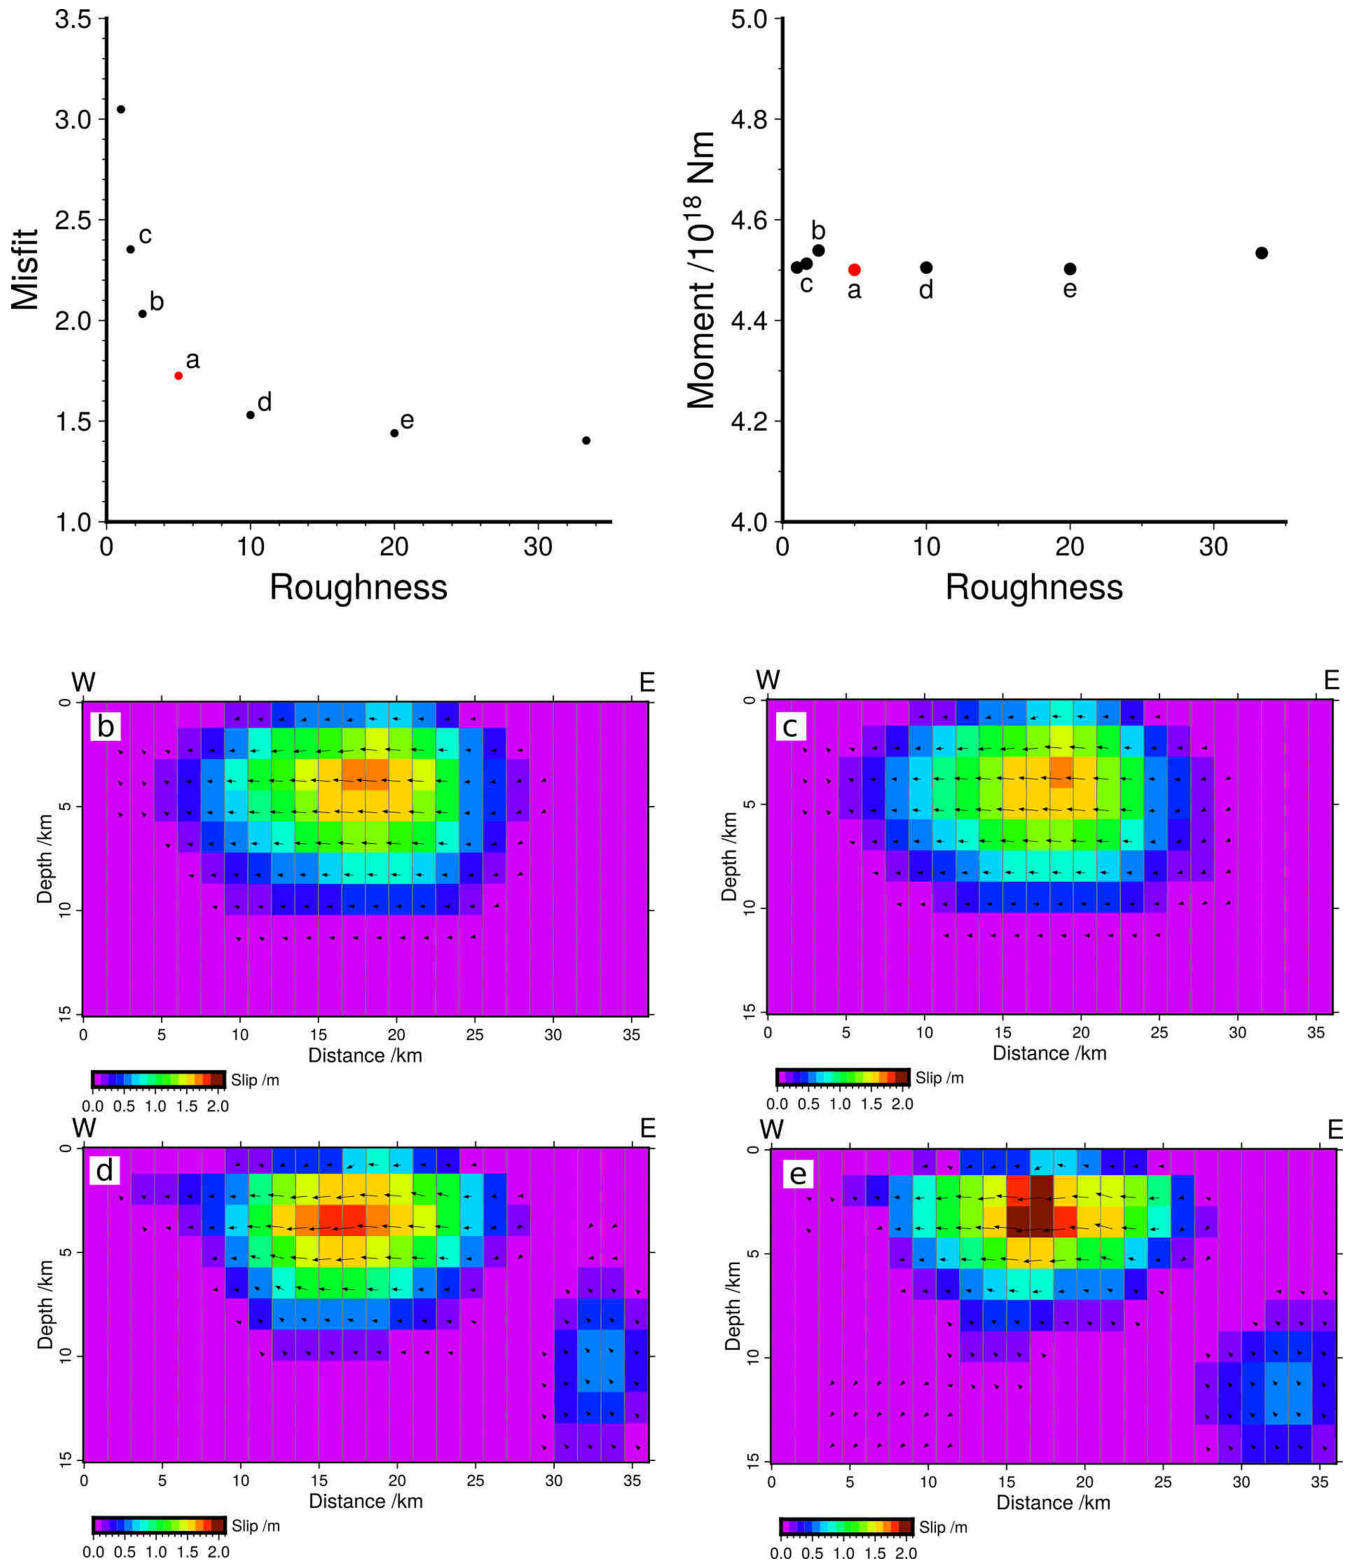 3.5
3.0
2.5
2.0
1.5
1.0
Misfit
c
b
a
d
e
0 10 20 30
Roughness
5.0
4.8
4.6
4.4
4.2
4.0
Moment /10¹⁸ Nm
b
c a d e
0 10 20 30
Roughness
W E
b
0
5
10
15
Depth /km
0 5 10 15 20 25 30 35
Distance /km
Slip /m
0.0 0.5 1.0 1.5 2.0
W E
c
0
5
10
15
Depth /km
0 5 10 15 20 25 30 35
Distance /km
Slip /m
0.0 0.5 1.0 1.5 2.0
W E
d
0
5
10
15
Depth /km
0 5 10 15 20 25 30 35
Distance /km
Slip /m
0.0 0.5 1.0 1.5 2.0
W E
e
0
5
10
15
Depth /km
0 5 10 15 20 25 30 35
Distance /km
Slip /m
0.0 0.5 1.0 1.5 2.0